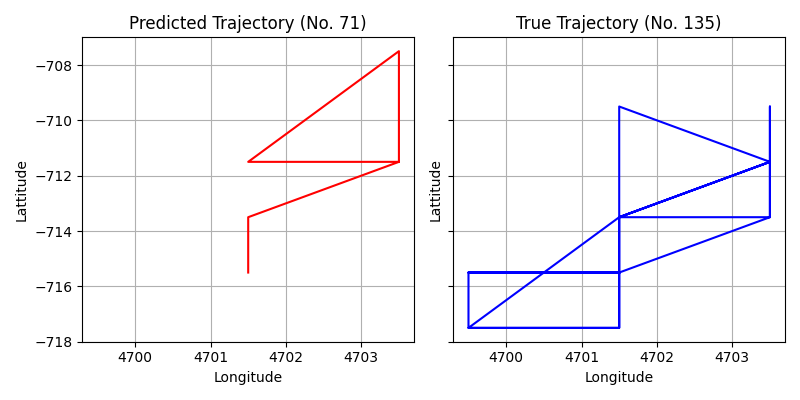 Predicted Trajectory (No. 71)
True Trajectory (No. 135)
Lattitude
−708
−710
−712
−714
−716
−718
4700
4701
4702
4703
Longitude
Lattitude
4700
4701
4702
4703
Longitude